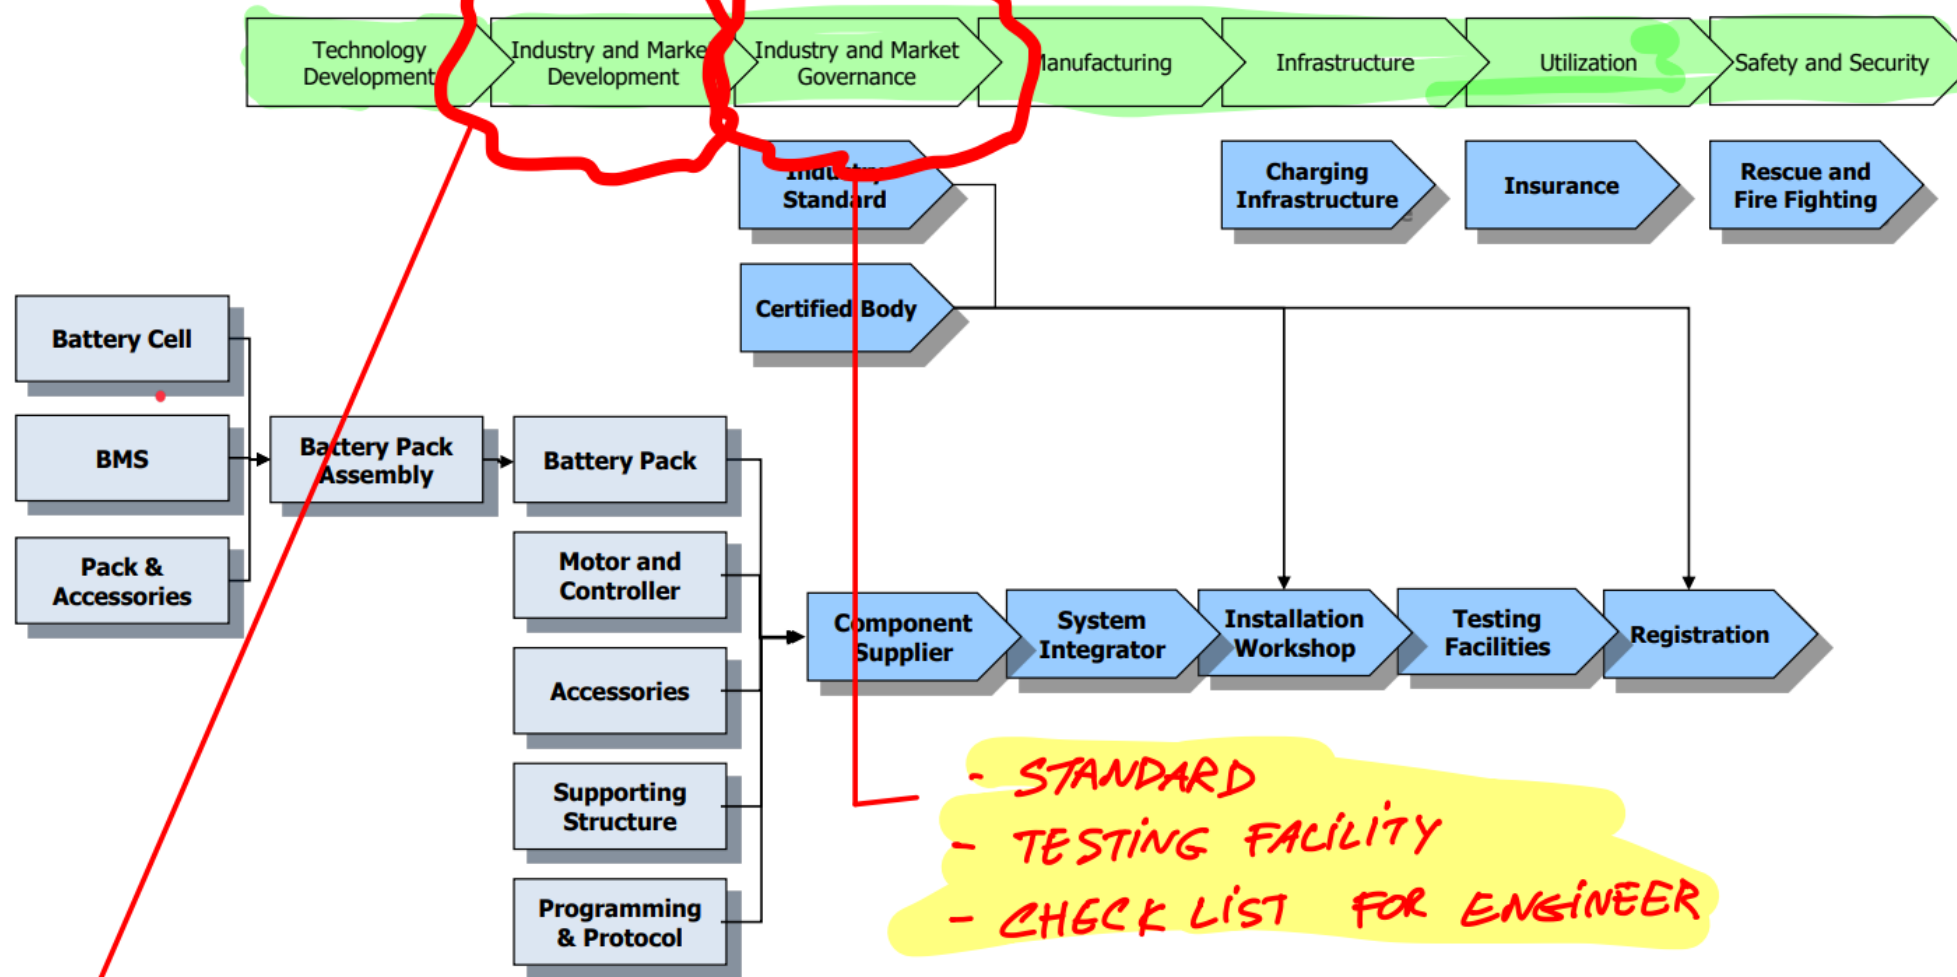 Technology
Development
Industry and Marke
Development
Industry and Market
Governance
Manufacturing
Infrastructure
Utilization
Safety and Security
Industry
Standard
Charging
Infrastructure
Insurance
Rescue and
Fire Fighting
Certified Body
Battery Cell
BMS
Pack &
Accessories
Battery Pack
Assembly
Battery Pack
Motor and
Controller
Accessories
Supporting
Structure
Programming
& Protocol
Component
Supplier
System
Integrator
Installation
Workshop
Testing
Facilities
Registration
- STANDARD
- TESTING FACILITY
- CHECK LIST FOR ENGINEER